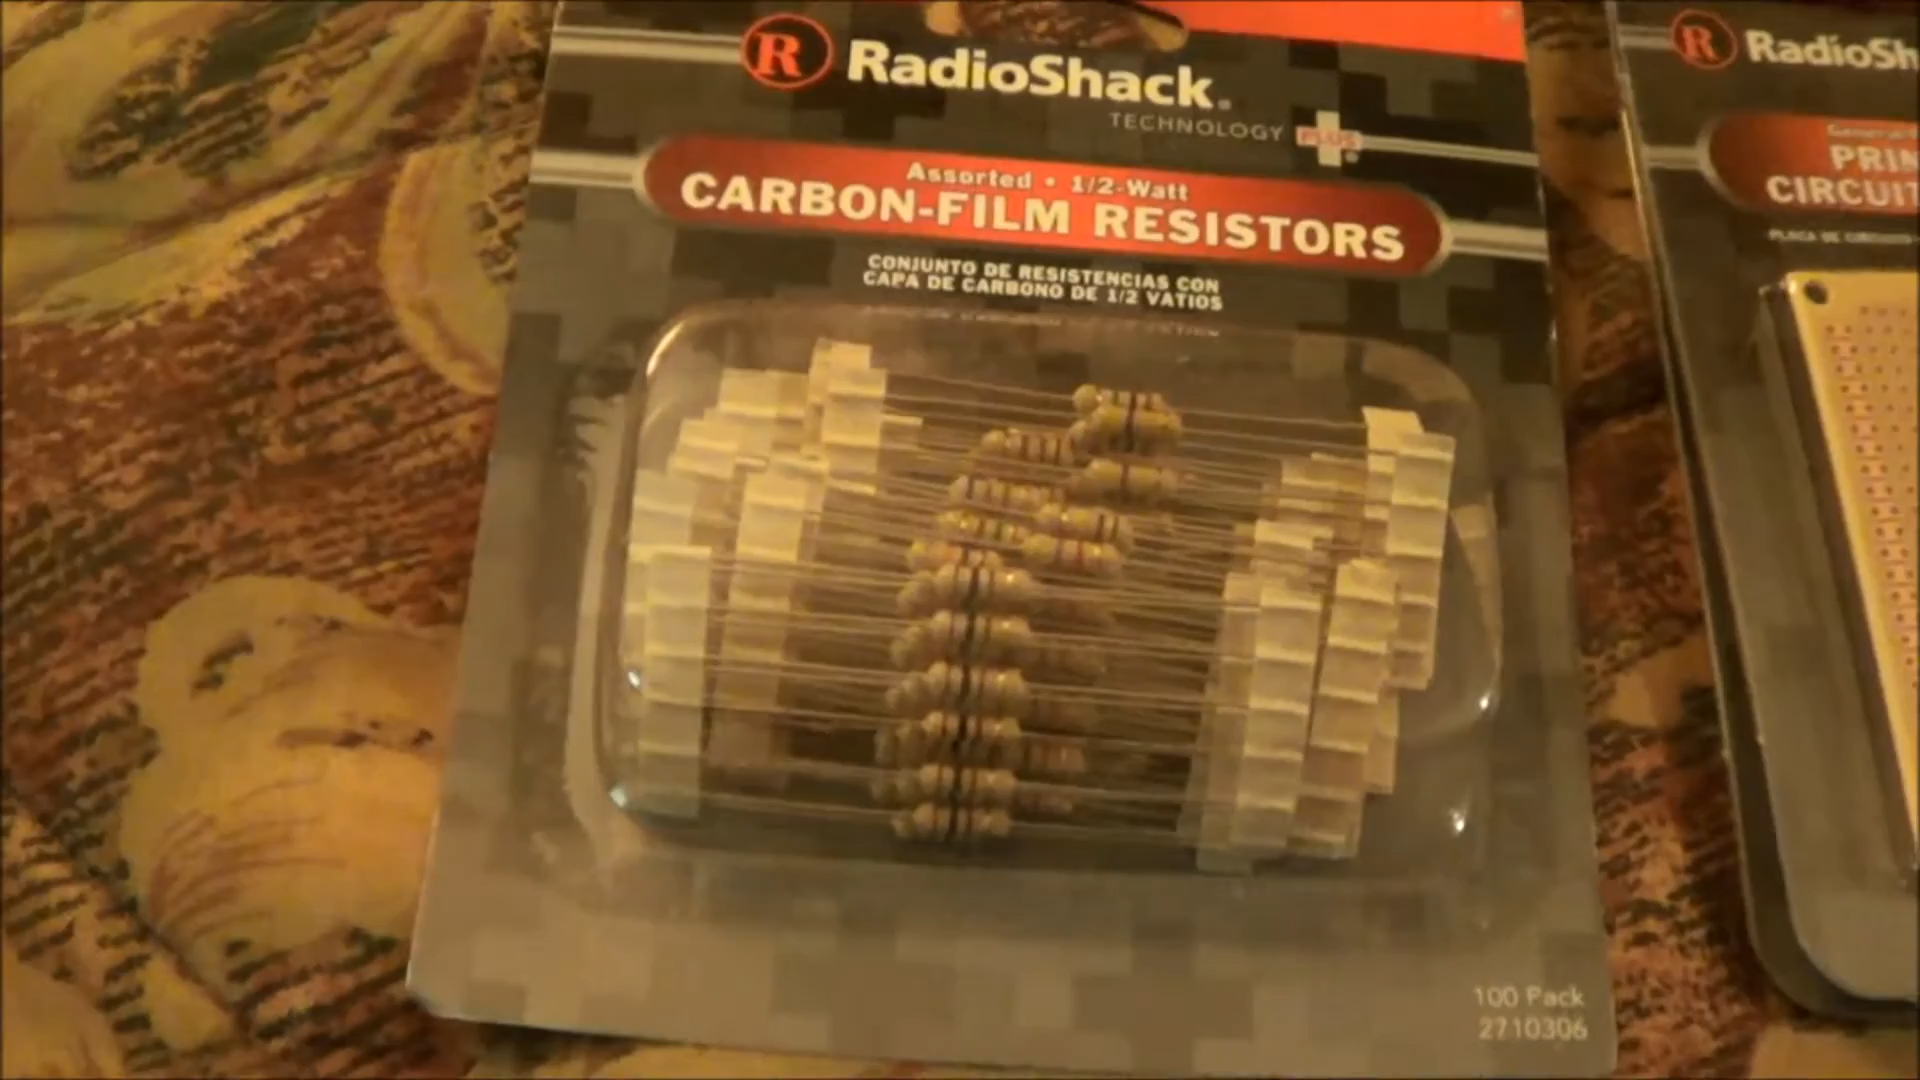 R RadioShack.
TECHNOLOGY PLUS
Assorted • 1/2-Watt
CARBON-FILM RESISTORS
CONJUNTO DE RESISTENCIAS CON
CAPA DE CARBONO DE 1/2 VATIOS
100 Pack
2710306
R RadioSh
PRIN
CIRCUIT